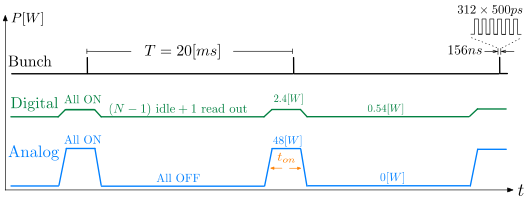 P[W]
312 × 500ps
156ns
Bunch
T = 20[ms]
Digital
All ON
(N − 1) idle + 1 read out
2.4[W]
0.54[W]
Analog
All ON
All OFF
48[W]
t_on
0[W]
t